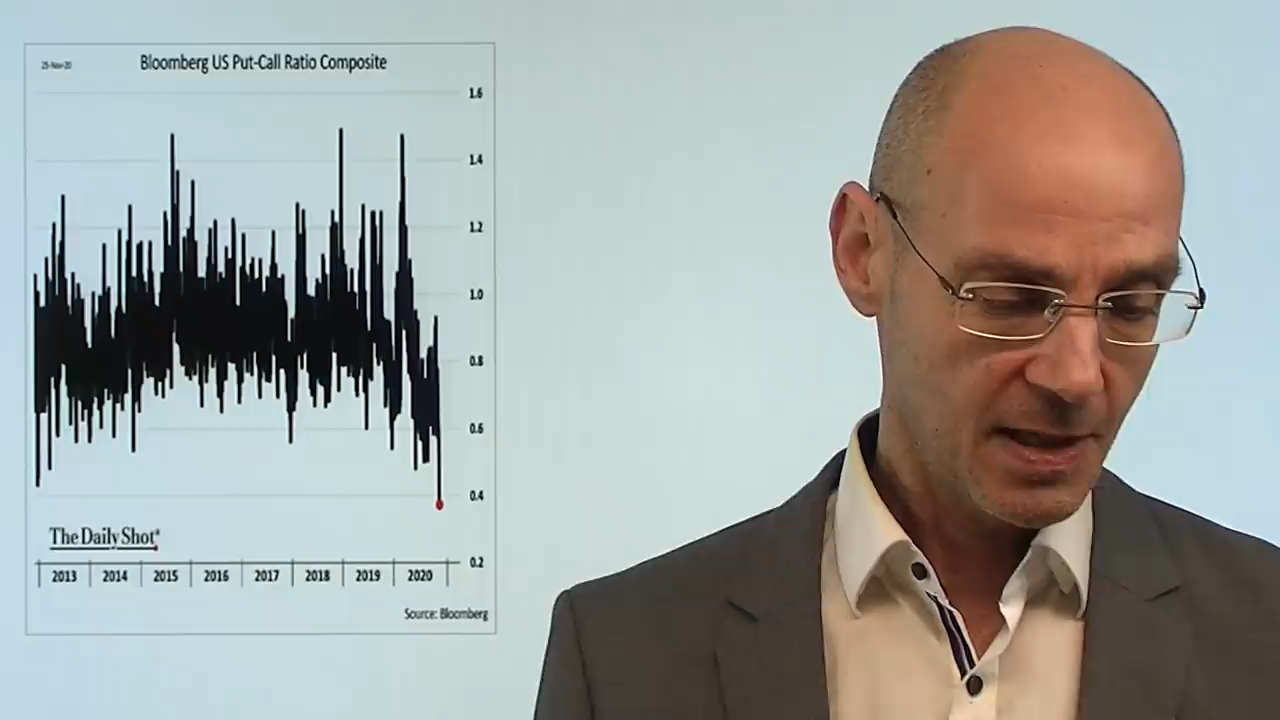 25-Nov-20
Bloomberg US Put-Call Ratio Composite
1.6
1.4
1.2
1.0
0.8
0.6
0.4
0.2
The Daily Shot®
2013 2014 2015 2016 2017 2018 2019 2020
Source: Bloomberg